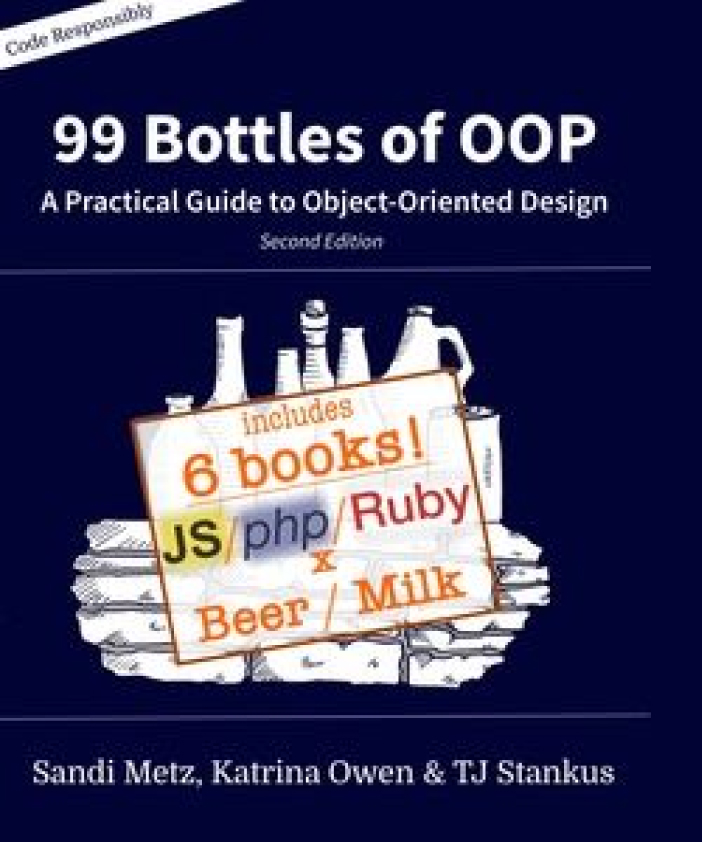 Code Responsibly
99 Bottles of OOP
A Practical Guide to Object-Oriented Design
Second Edition
includes
6 books!
JS/php/Ruby
x
Beer / Milk
Sandi Metz, Katrina Owen & TJ Stankus